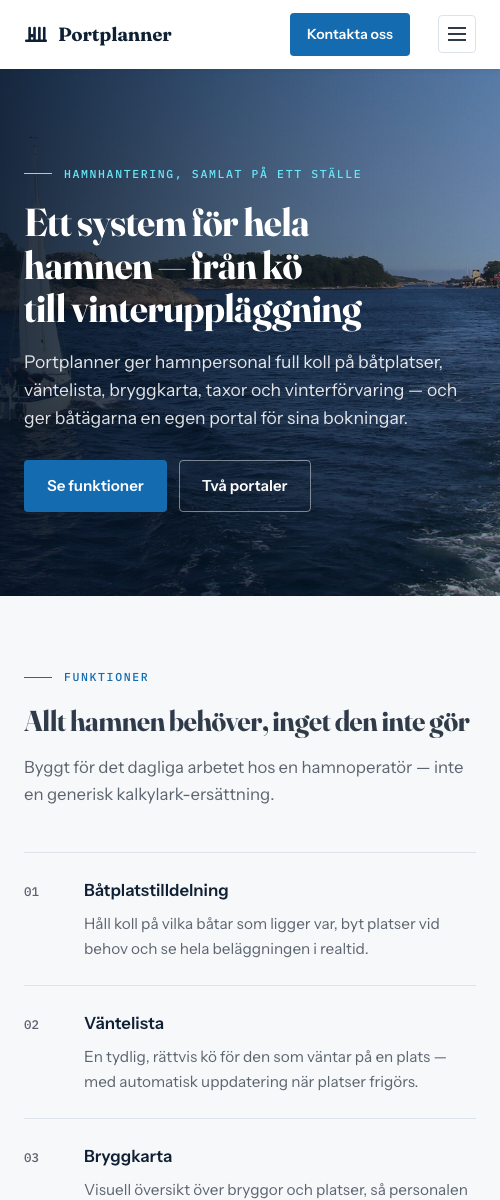 Portplanner
Kontakta oss
HAMNHANTERING, SAMLAT PÅ ETT STÄLLE
Ett system för hela
hamnen — från kö
till vinteruppläggning
Portplanner ger hamnpersonal full koll på båtplatser,
väntelista, bryggkarta, taxor och vinterförvaring — och
ger båtägarna en egen portal för sina bokningar.
Se funktioner
Två portaler
FUNKTIONER
Allt hamnen behöver, inget den inte gör
Byggt för det dagliga arbetet hos en hamnoperatör — inte
en generisk kalkylark-ersättning.
01
Båtplatstilldelning
Håll koll på vilka båtar som ligger var, byt platser vid
behov och se hela beläggningen i realtid.
02
Väntelista
En tydlig, rättvis kö för den som väntar på en plats —
med automatisk uppdatering när platser frigörs.
03
Bryggkarta
Visuell översikt över bryggor och platser, så personalen